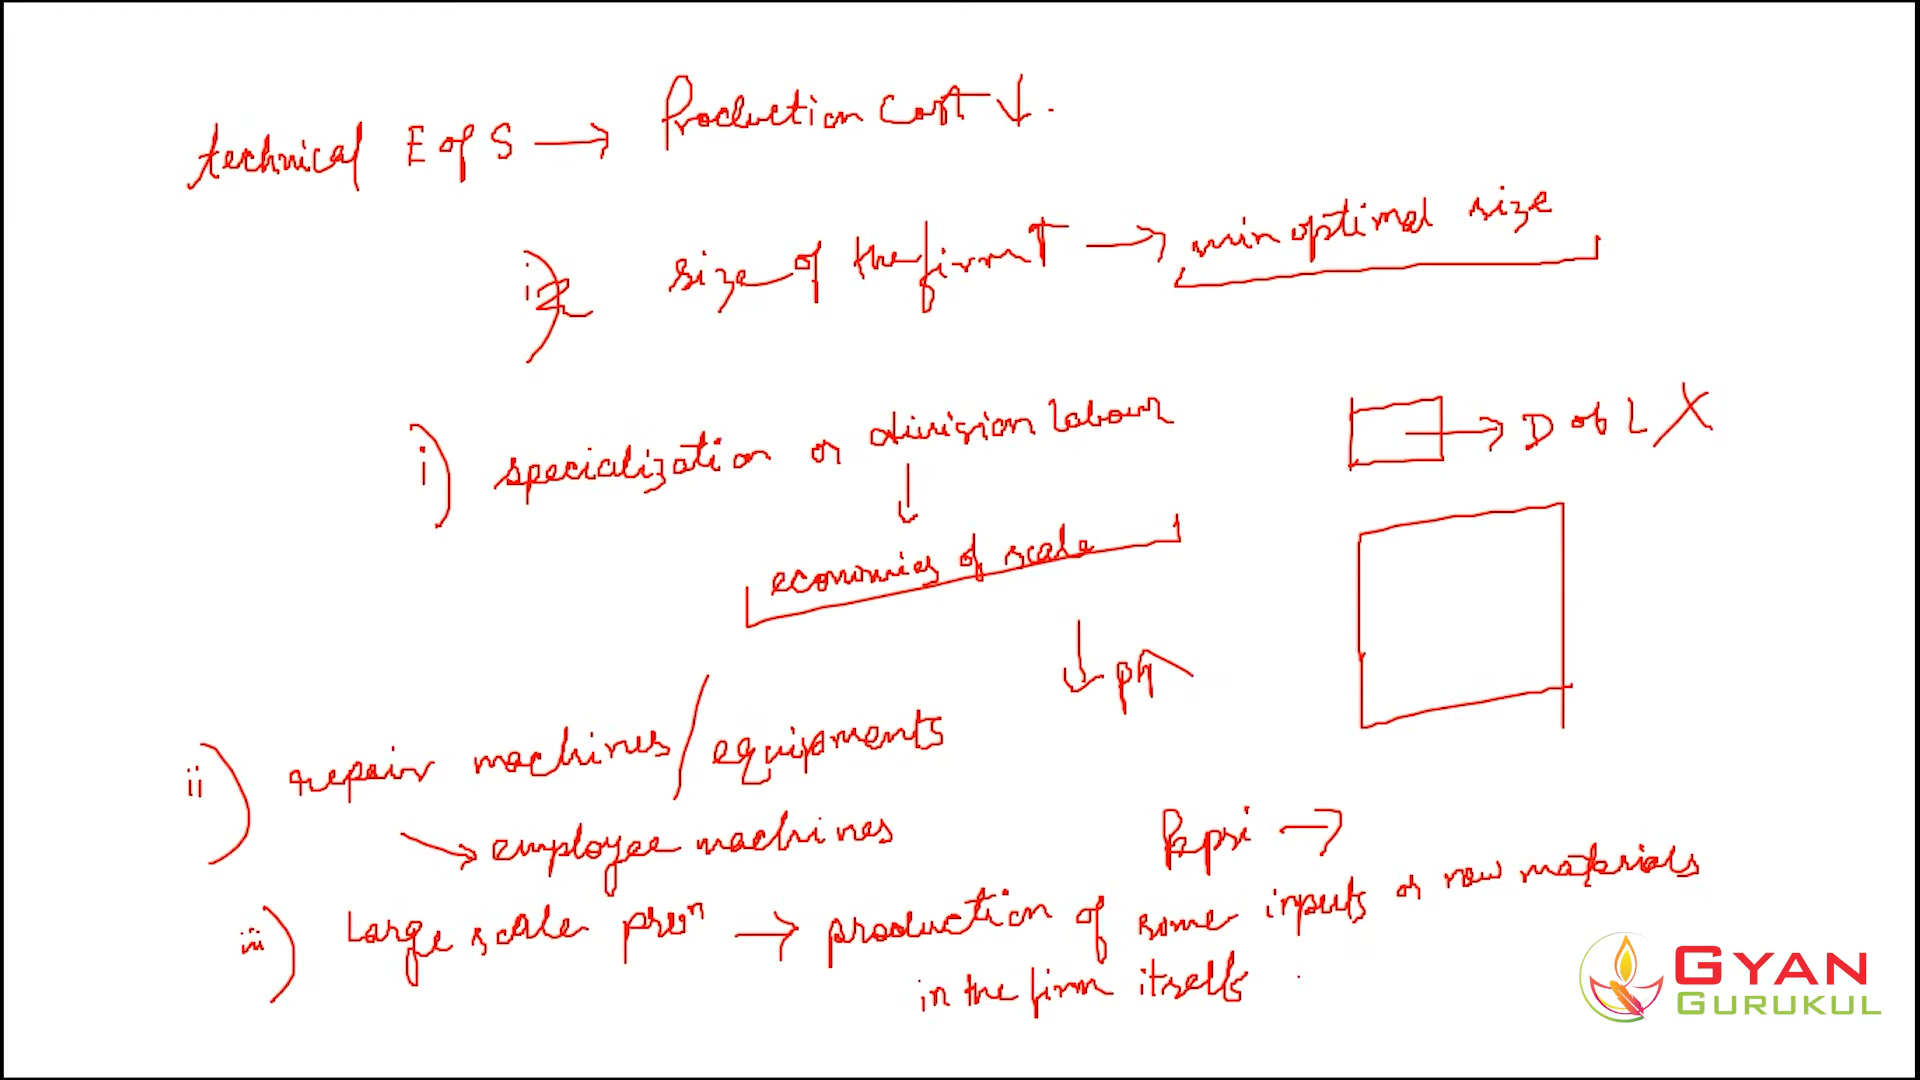 technical E of S → Production Cost ↓.
size of the firm ↑ → min optimal size
i) specialization or division labour
→ D of L X
↓
economies of scale
↓
ii) repair machines / equipments
→ employee machines
Pepsi →
iii) Large scale proⁿ → production of some inputs or raw materials
in the firm itself
GYAN
GURUKUL